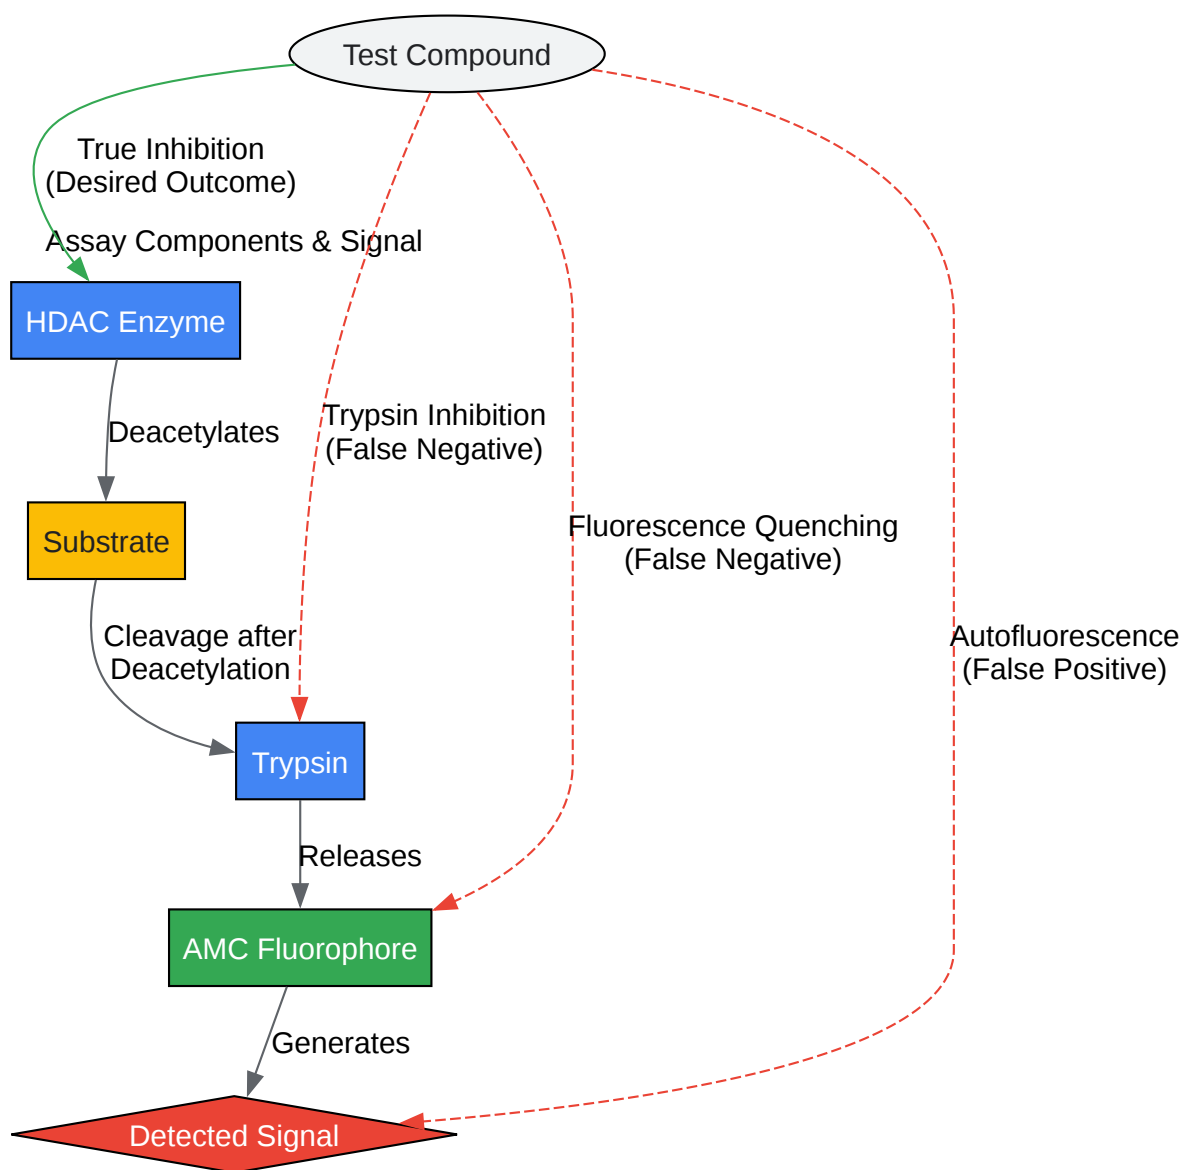 Test Compound
True Inhibition
(Desired Outcome)
Assay Components & Signal
HDAC Enzyme
Deacetylates
Trypsin Inhibition
(False Negative)
Fluorescence Quenching
(False Negative)
Substrate
Cleavage after
Deacetylation
Autofluorescence
(False Positive)
Trypsin
Releases
AMC Fluorophore
Generates
Detected Signal